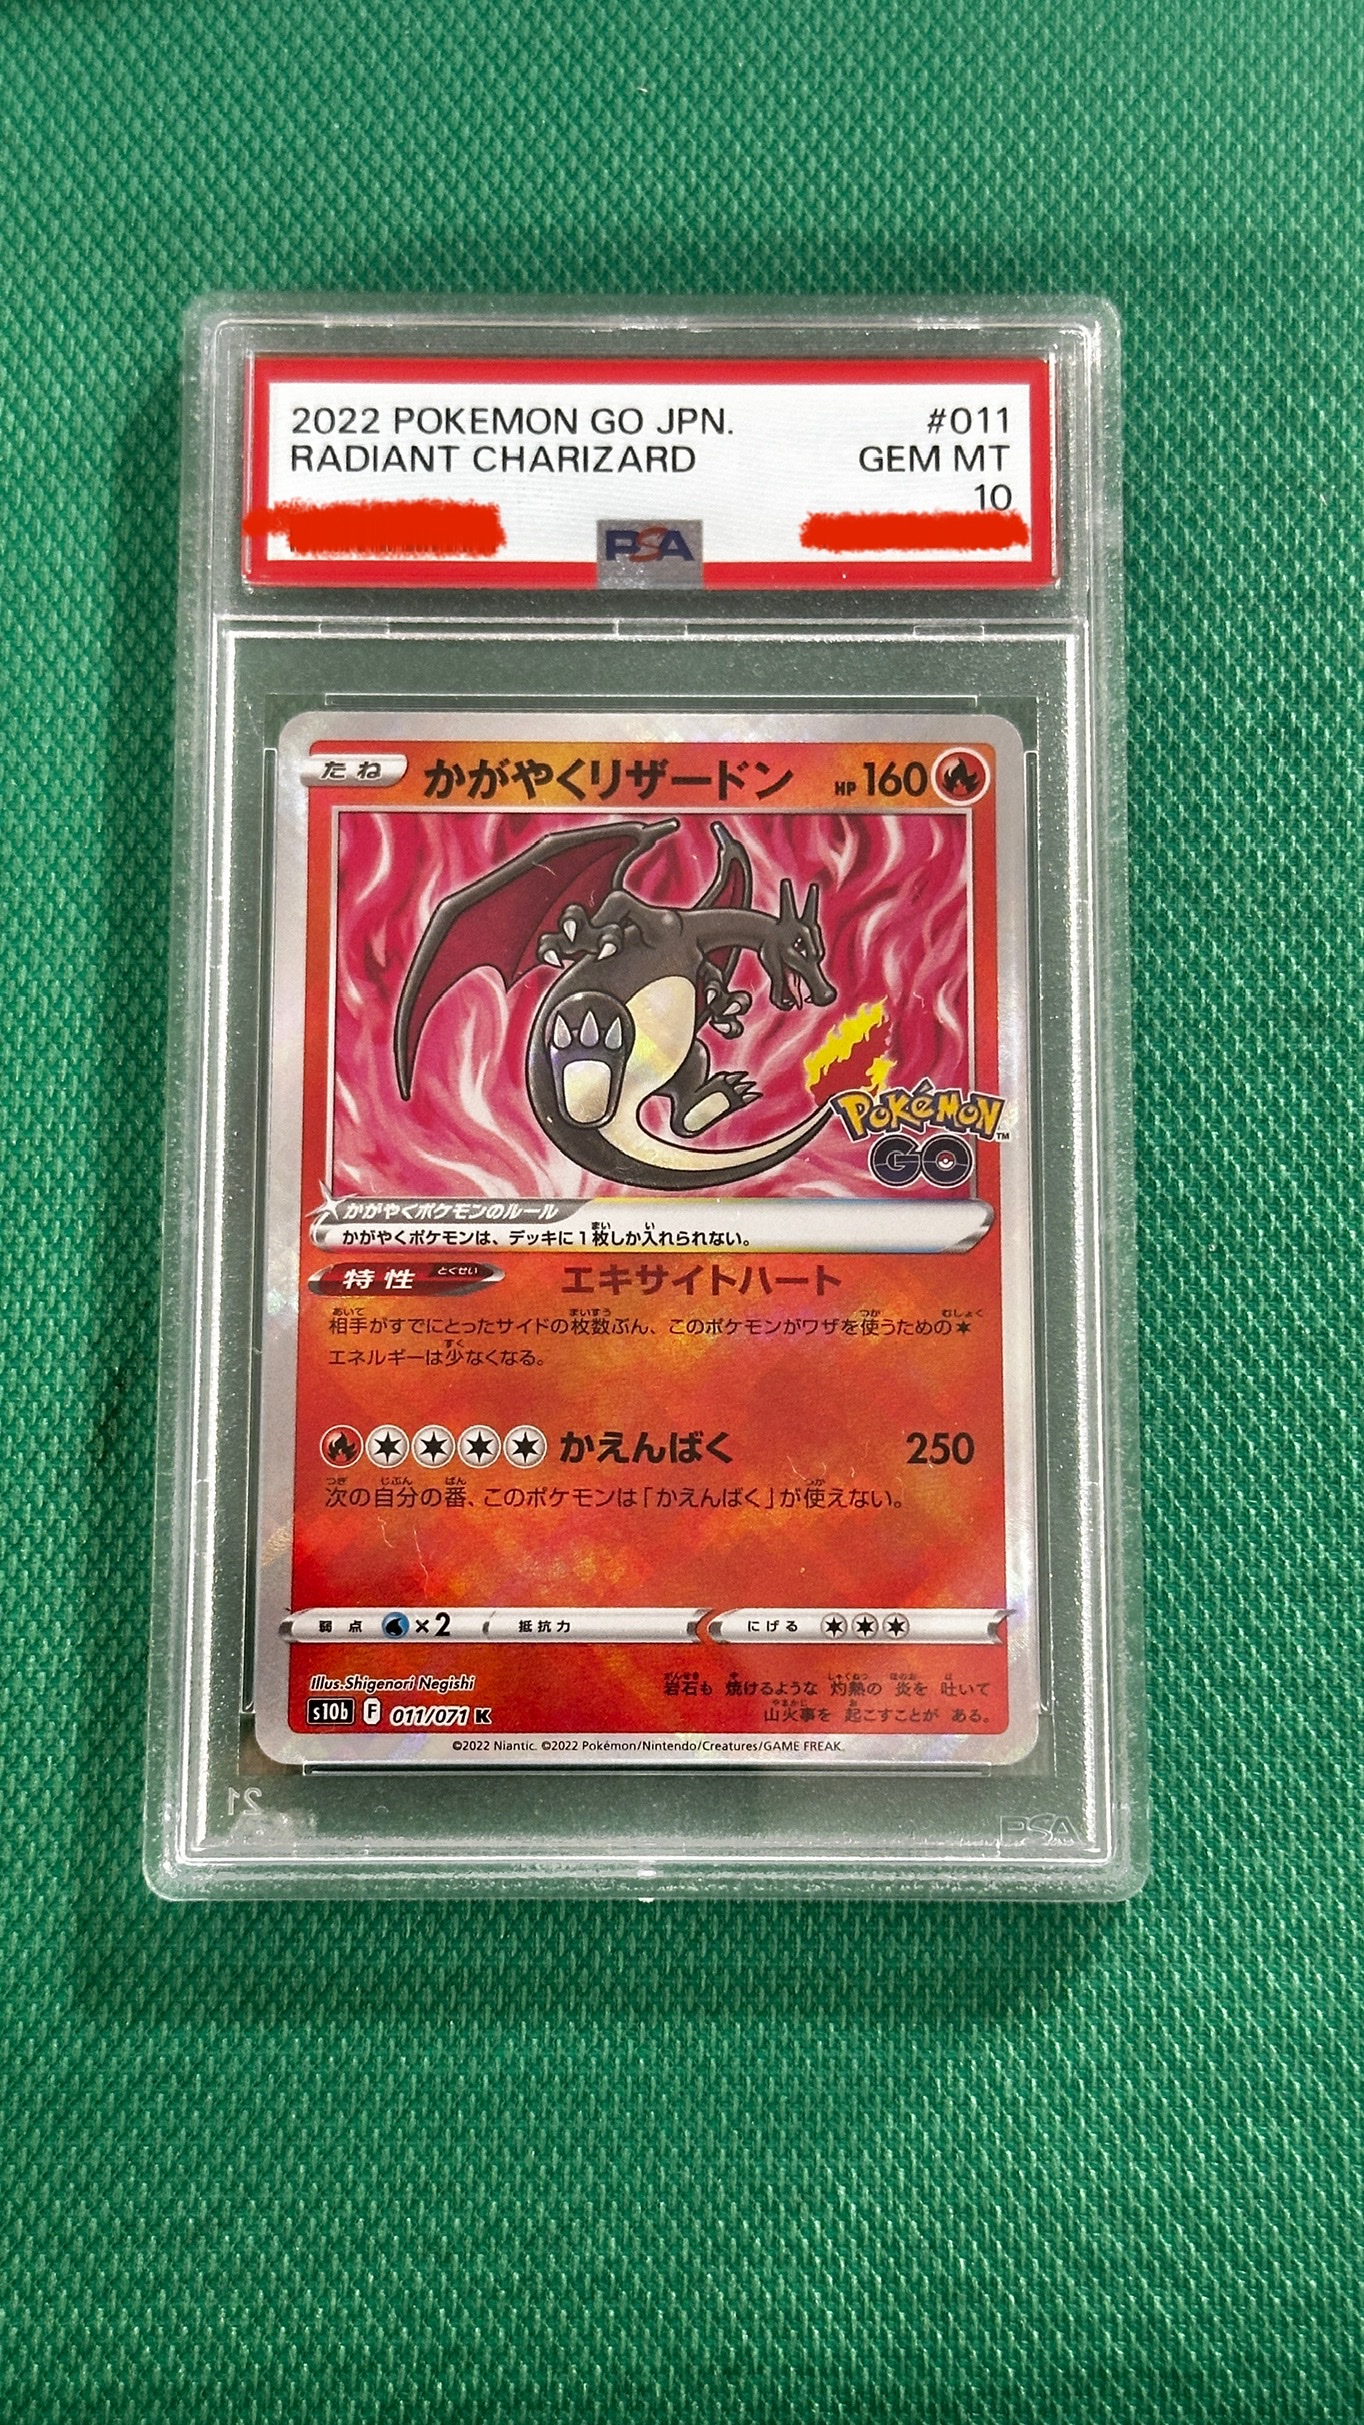 2022 POKEMON GO JPN. #011
RADIANT CHARIZARD GEM MT
10
PSA
たね かがやくリザードン HP160
POKéMON™
GO
かがやくポケモンのルール
かがやくポケモンは、デッキに1枚しか入れられない。
特性 とくせい エキサイトハート
相手がすでにとったサイドの枚数ぶん、このポケモンがワザを使うための
エネルギーは少なくなる。
かえんばく 250
次の自分の番、このポケモンは「かえんばく」が使えない。
弱点 ×2 抵抗力 にげる
Illus.Shigenori Negishi
岩石も 焼けるような 灼熱の 炎を 吐いて
s10b F 011/071 K
山火事を 起こすことが ある。
©2022 Niantic. ©2022 Pokémon/Nintendo/Creatures/GAME FREAK.
21 PSA